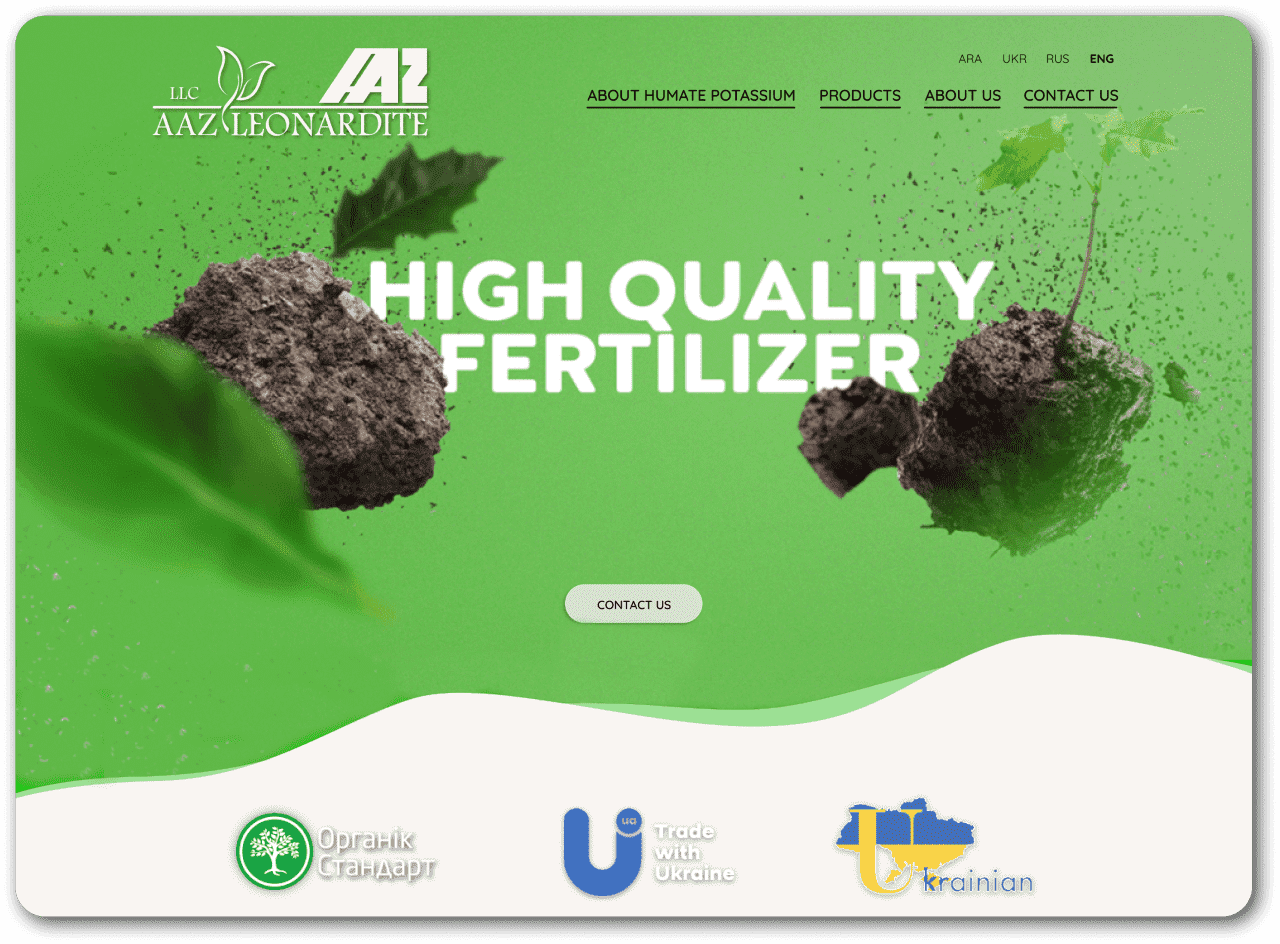 LLC
AAZ
AAZ LEONARDITE
ARA UKR RUS ENG
ABOUT HUMATE POTASSIUM PRODUCTS ABOUT US CONTACT US
HIGH QUALITY
FERTILIZER
CONTACT US
Органік
Стандарт
ua
Trade
with
Ukraine
Ukrainian